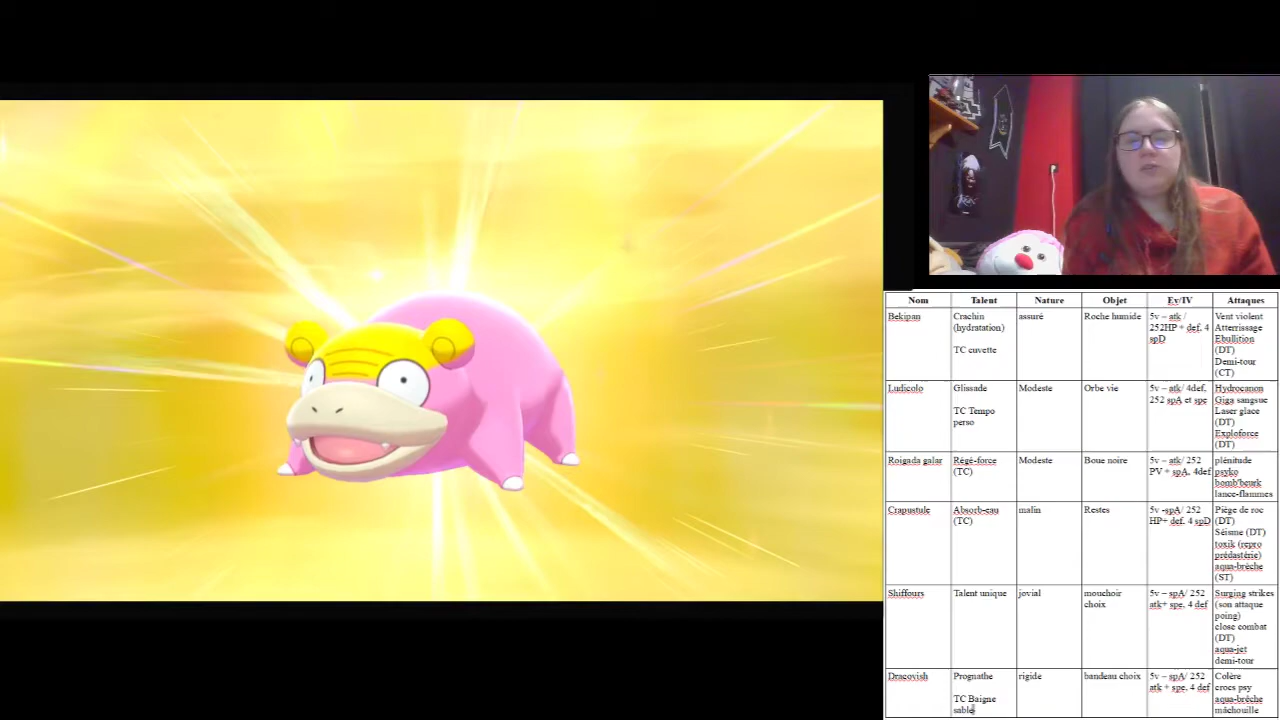 Nom Talent Nature Objet Ev/IV Attaques
Bekipan Crachin assuré Roche humide 5v – atk / Vent violent
(hydratation) 252HP + def. 4 Atterrissage
spD Ebullition
TC cuvette (DT)
Demi-tour
(CT)
Ludicolo Glissade Modeste Orbe vie 5v – atk/ 4def, Hydrocanon
252 spA et spe Giga sangsue
TC Tempo Laser glace
perso (DT)
Exploforce
(DT)
Roigada galar Régé-force Modeste Boue noire 5v – atk/ 252 plénitude
(TC) PV + spA, 4def psyko
bomb'beurk
lance-flammes
Crapustule Absorb-eau malin Restes 5v -spA/ 252 Piège de roc
(TC) HP+ def. 4 spD (DT)
Séisme (DT)
toxik (repro
prédastérie)
aqua-brèche
(ST)
Shiffours Talent unique jovial mouchoir 5v – spA/ 252 Surging strikes
choix atk+ spe, 4 def (son attaque
poing)
close combat
(DT)
aqua-jet
demi-tour
Dracovish Prognathe rigide bandeau choix 5v – spA/ 252 Colère
atk + spe, 4 def crocs psy
TC Baigne aqua-brèche
sable mâchouille